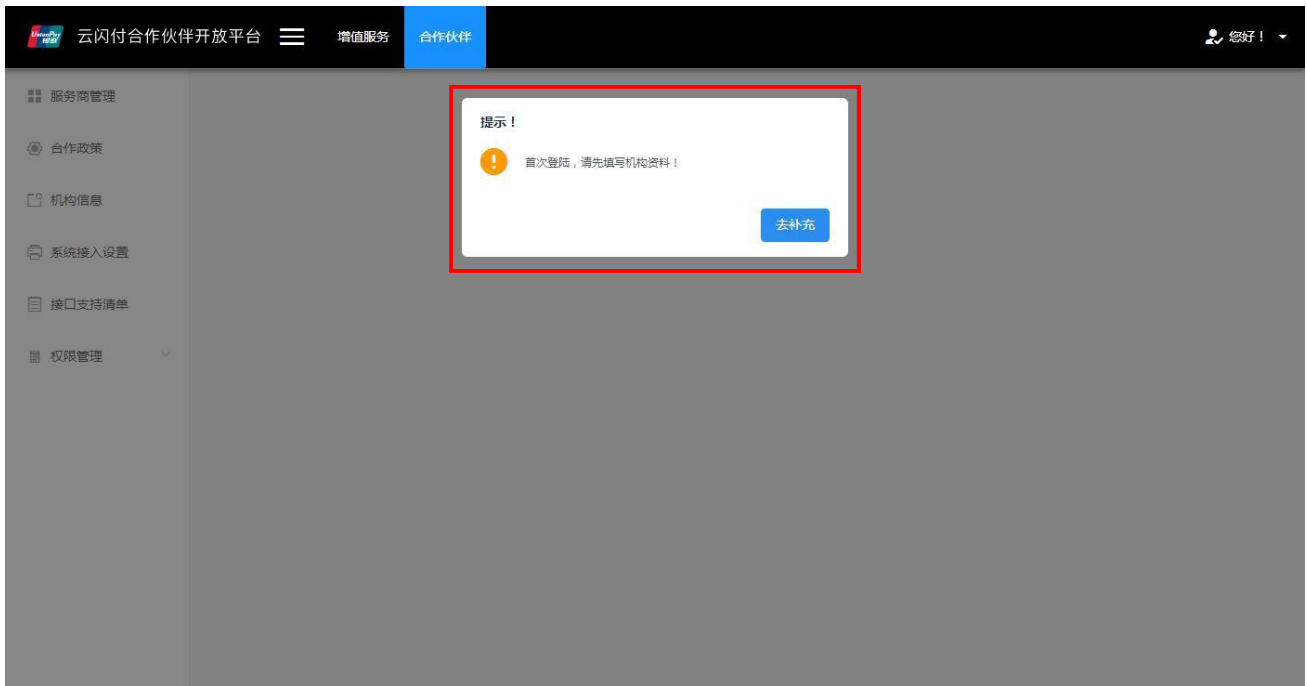 UnionPay
银联
云闪付合作伙伴开放平台
增值服务
合作伙伴
您好！
服务商管理
合作政策
机构信息
系统接入设置
接口支持清单
权限管理
提示！
首次登陆，请先填写机构资料！
去补充